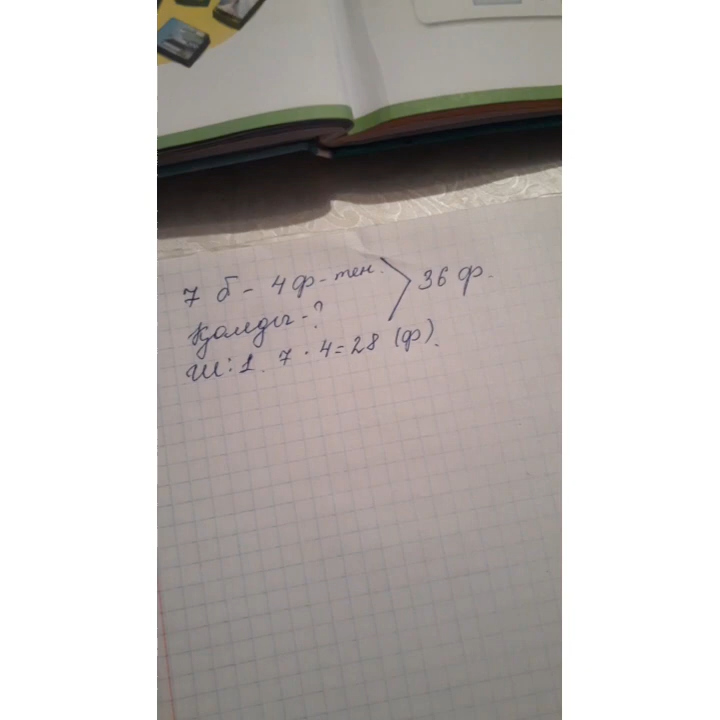 7 б - 4 ф - тен. 36 ф.
Қалды - ?
Ш: 1. 7 · 4 = 28 (ф).